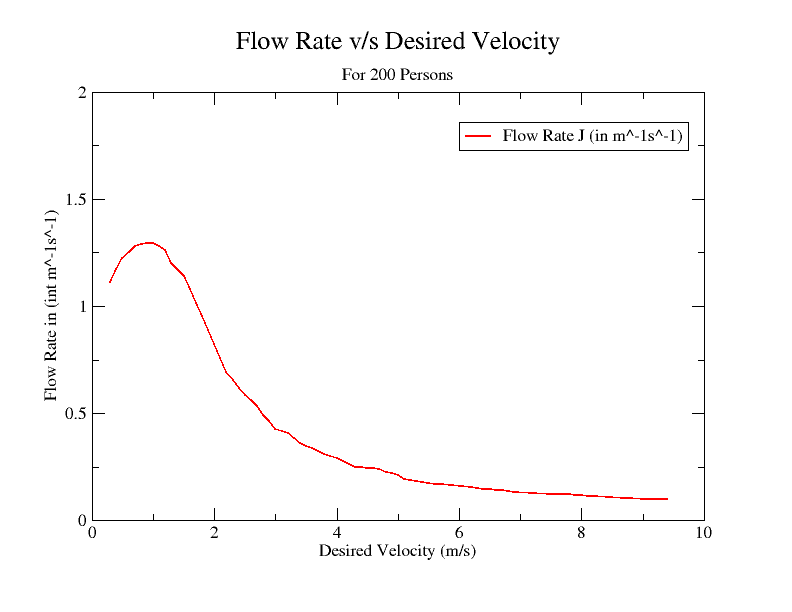 Flow Rate v/s Desired Velocity
For 200 Persons
2
Flow Rate J (in m^-1s^-1)
1.5
1
0.5
0
Flow Rate in (int m^-1s^-1)
0 2 4 6 8 10
Desired Velocity (m/s)